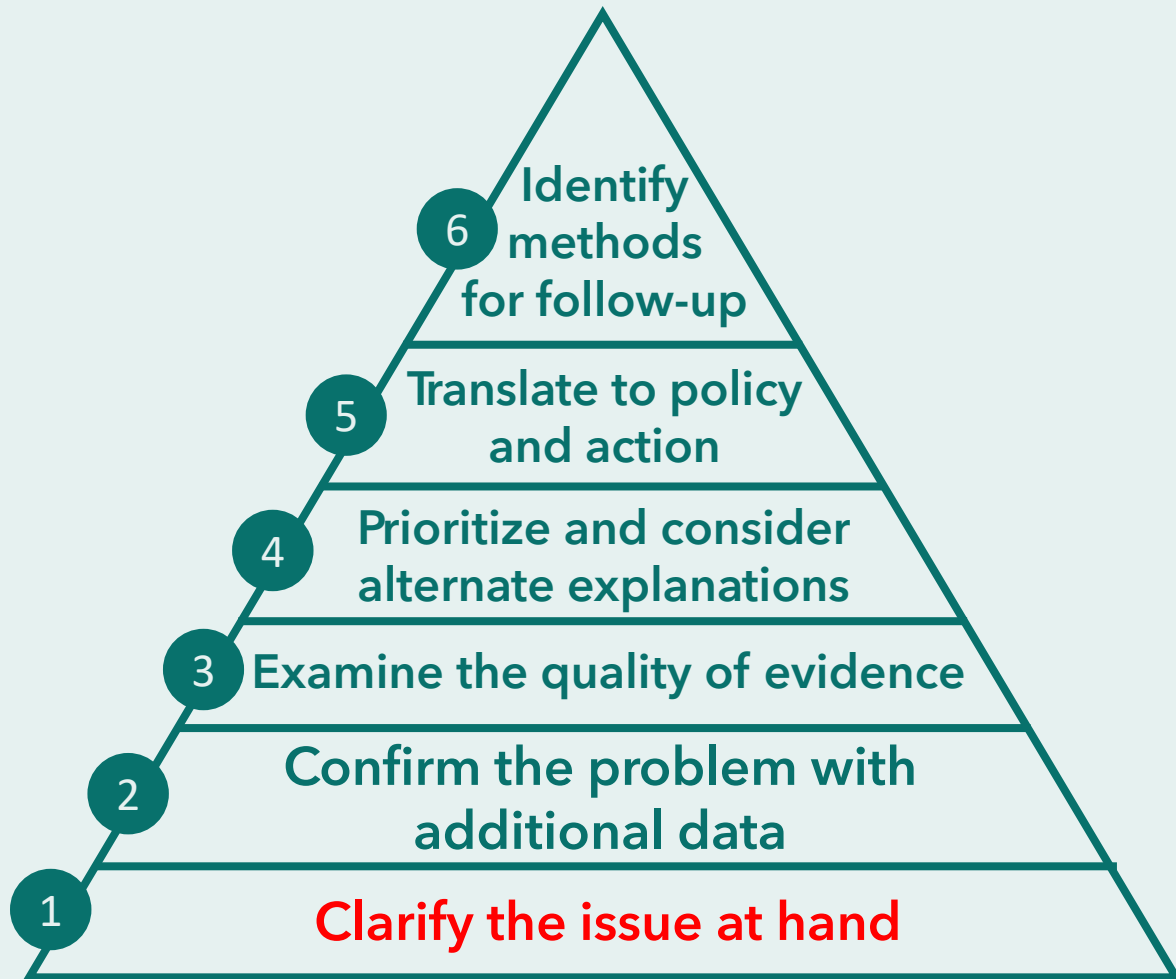 6
Identify
methods
for follow-up
5
Translate to policy
and action
4
Prioritize and consider
alternate explanations
3
Examine the quality of evidence
2
Confirm the problem with
additional data
1
Clarify the issue at hand